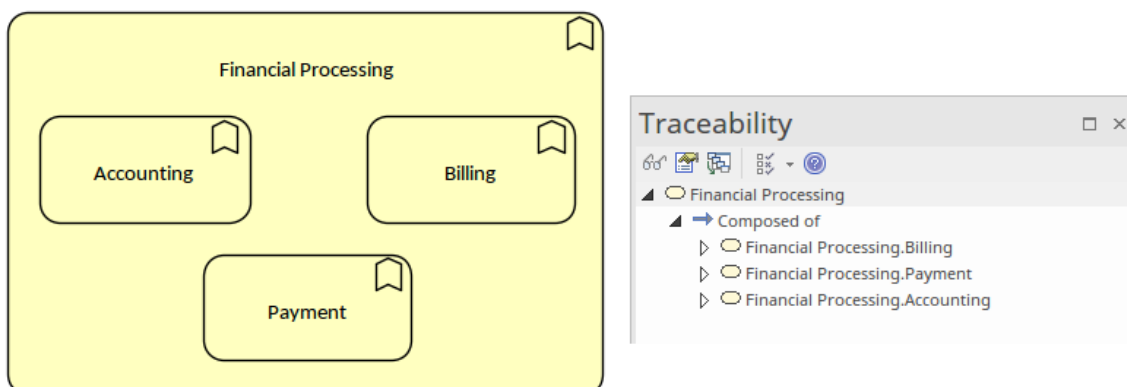 Financial Processing
Accounting
Billing
Payment
Traceability
Financial Processing
Composed of
Financial Processing.Billing
Financial Processing.Payment
Financial Processing.Accounting